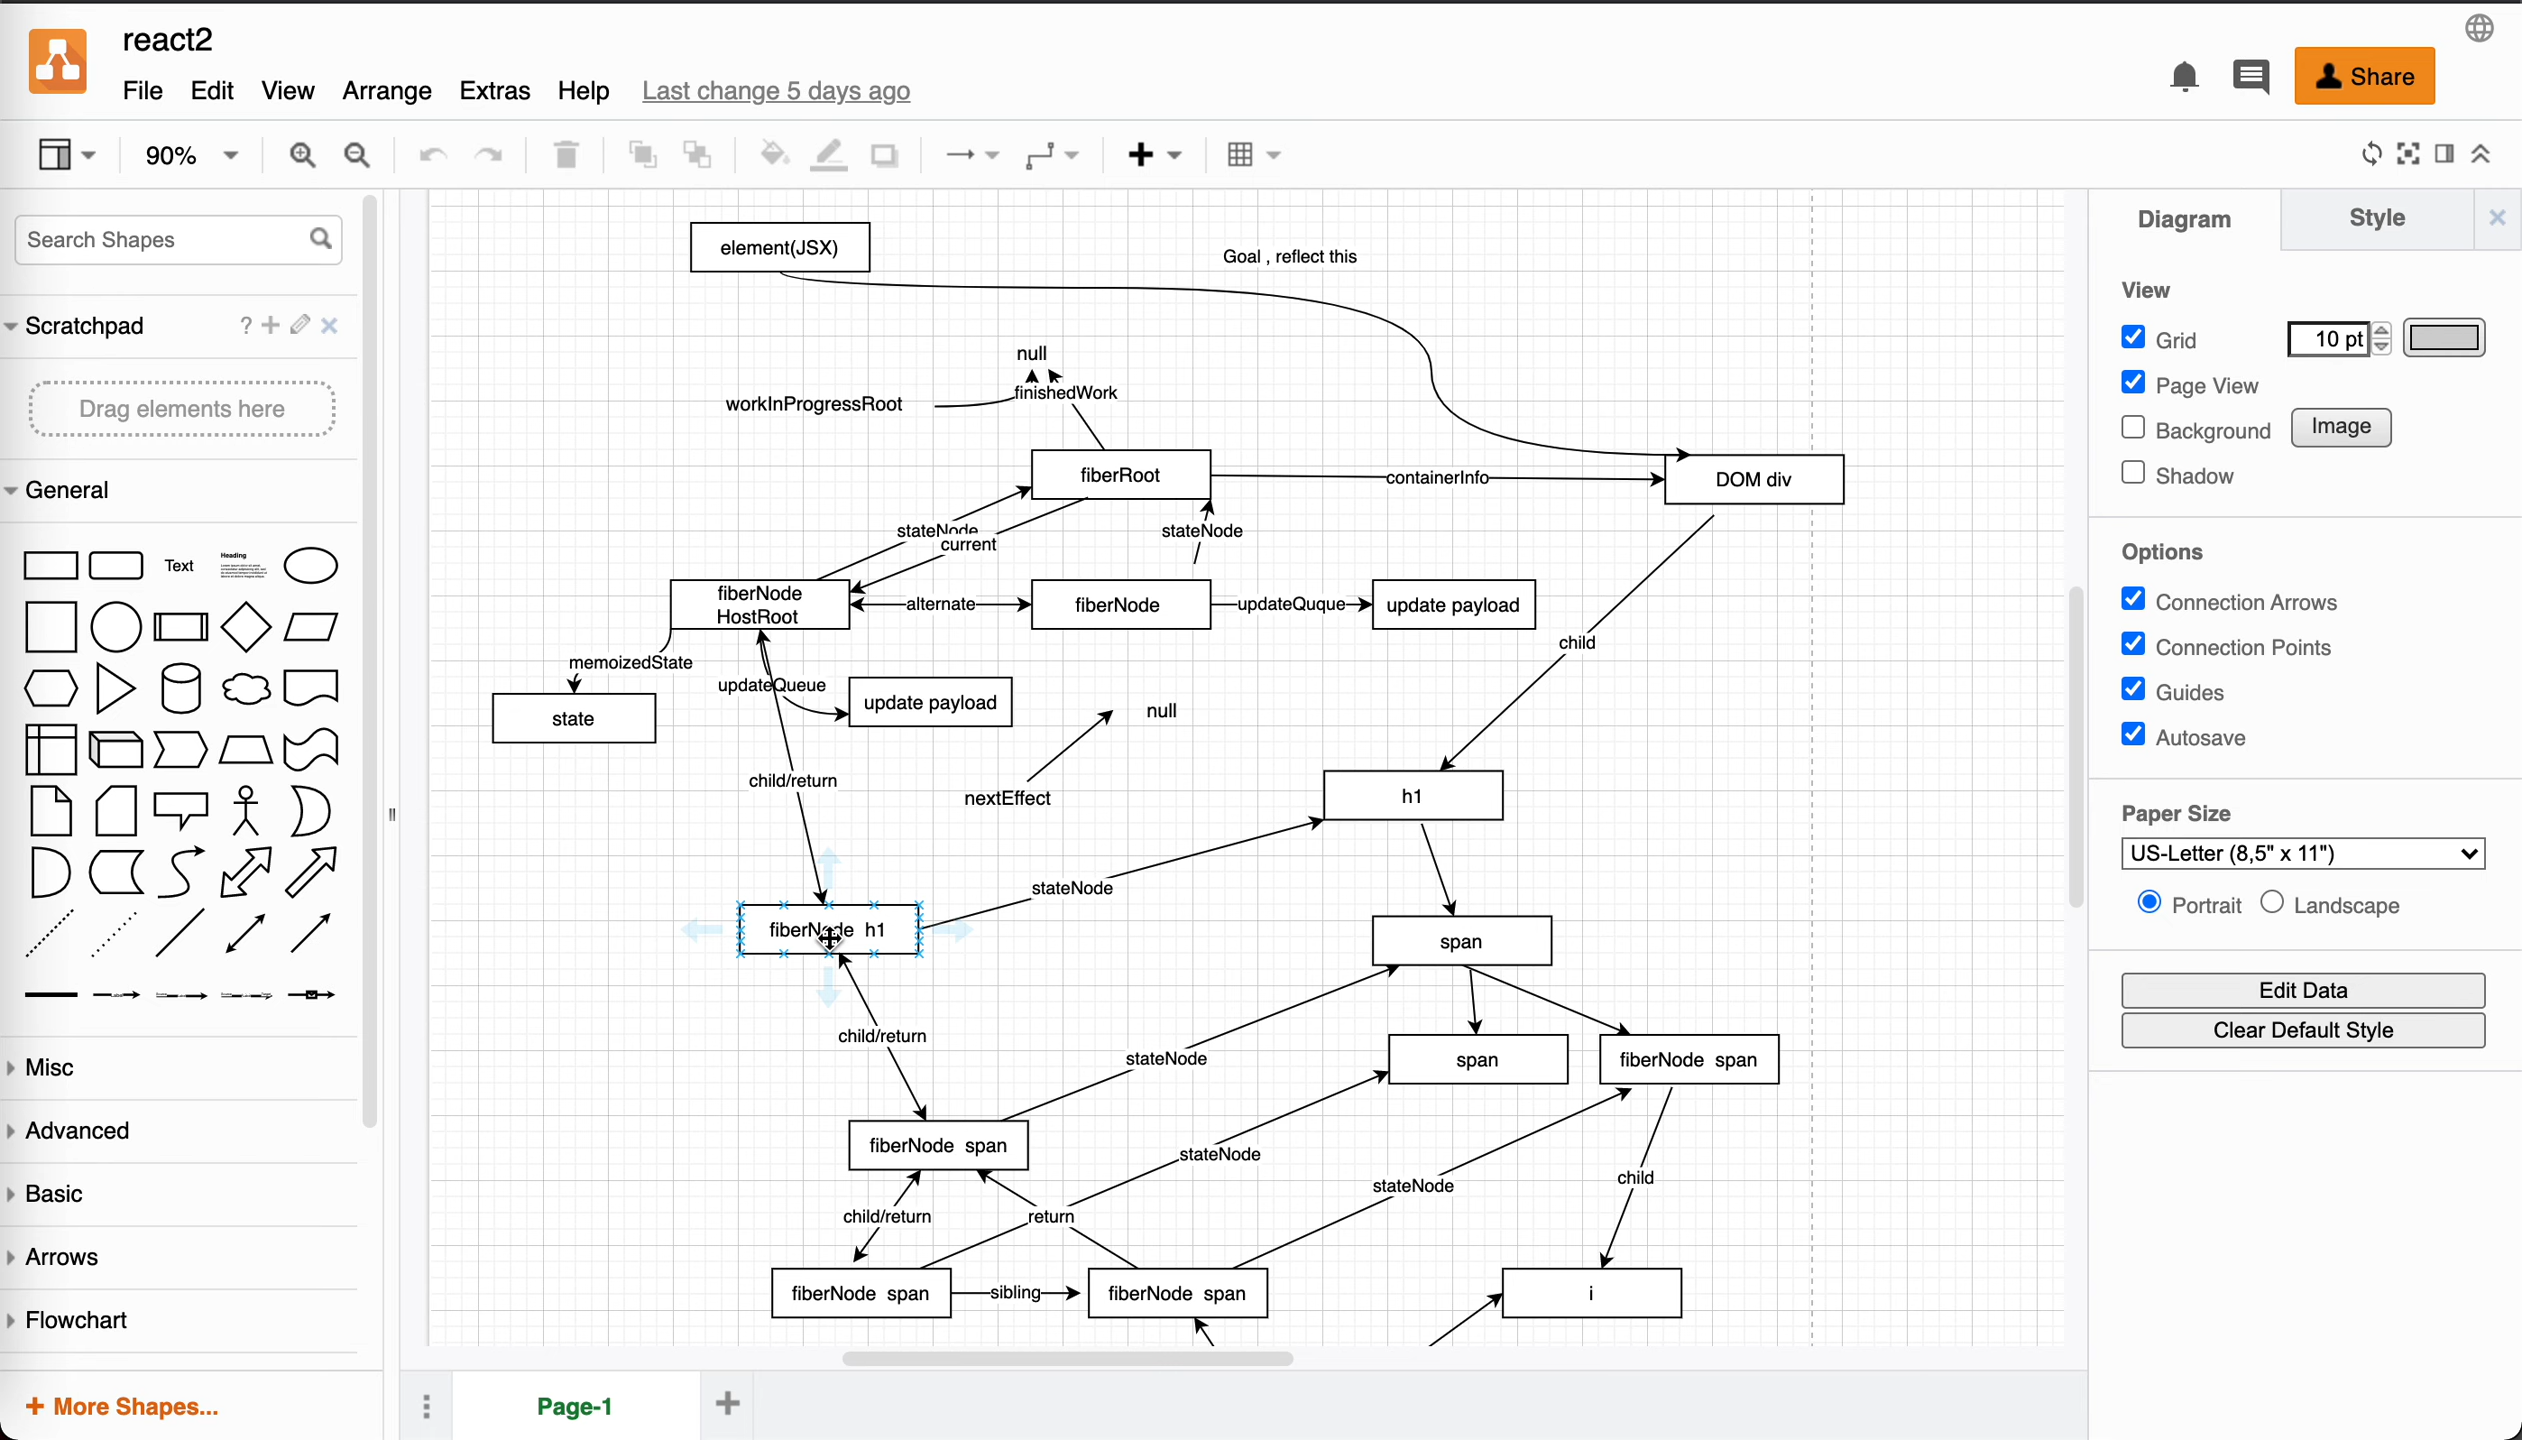 react2
File Edit View Arrange Extras Help Last change 5 days ago
Share
90%
Search Shapes
Scratchpad
?
Drag elements here
General
Text
Heading
Misc
Advanced
Basic
Arrows
Flowchart
+ More Shapes...
element(JSX)
Goal , reflect this
null
finishedWork
workInProgressRoot
fiberRoot
containerInfo
DOM div
stateNode
current
stateNode
fiberNode
HostRoot
alternate
fiberNode
updateQuque
update payload
child
memoizedState
updateQueue
update payload
state
null
child/return
nextEffect
h1
stateNode
fiberNode h1
span
child/return
stateNode
span
fiberNode span
fiberNode span
stateNode
stateNode
child
child/return
return
fiberNode span
sibling
fiberNode span
i
Page-1
Diagram
Style
View
Grid
10 pt
Page View
Background
Image
Shadow
Options
Connection Arrows
Connection Points
Guides
Autosave
Paper Size
US-Letter (8,5" x 11")
Portrait
Landscape
Edit Data
Clear Default Style